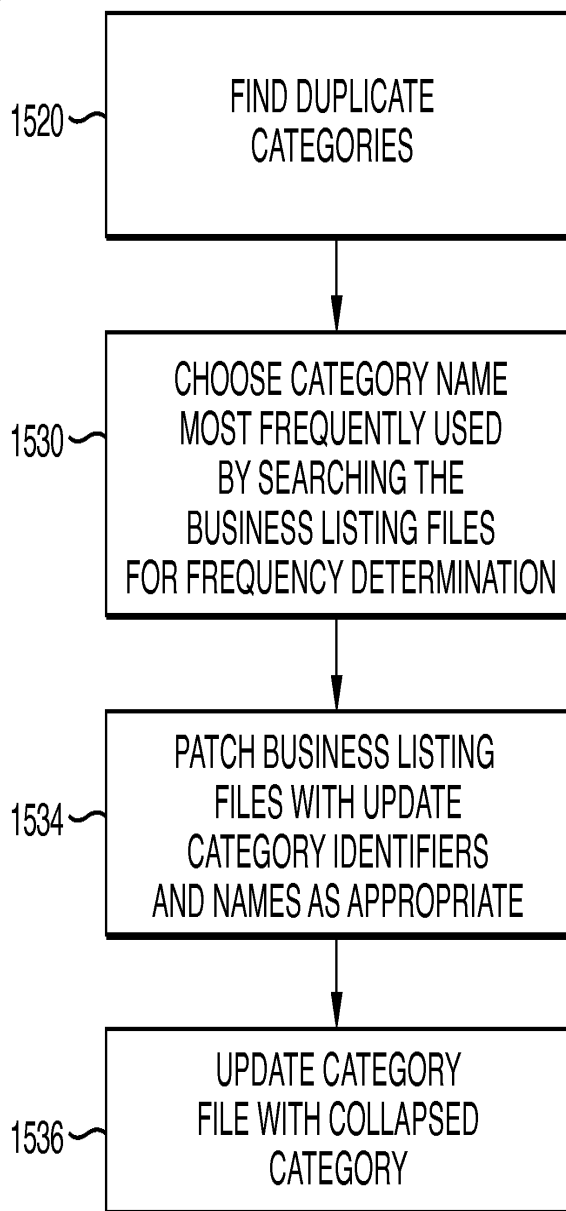 1520
FIND DUPLICATE
CATEGORIES
1530
CHOOSE CATEGORY NAME
MOST FREQUENTLY USED
BY SEARCHING THE
BUSINESS LISTING FILES
FOR FREQUENCY DETERMINATION
1534
PATCH BUSINESS LISTING
FILES WITH UPDATE
CATEGORY IDENTIFIERS
AND NAMES AS APPROPRIATE
1536
UPDATE CATEGORY
FILE WITH COLLAPSED
CATEGORY